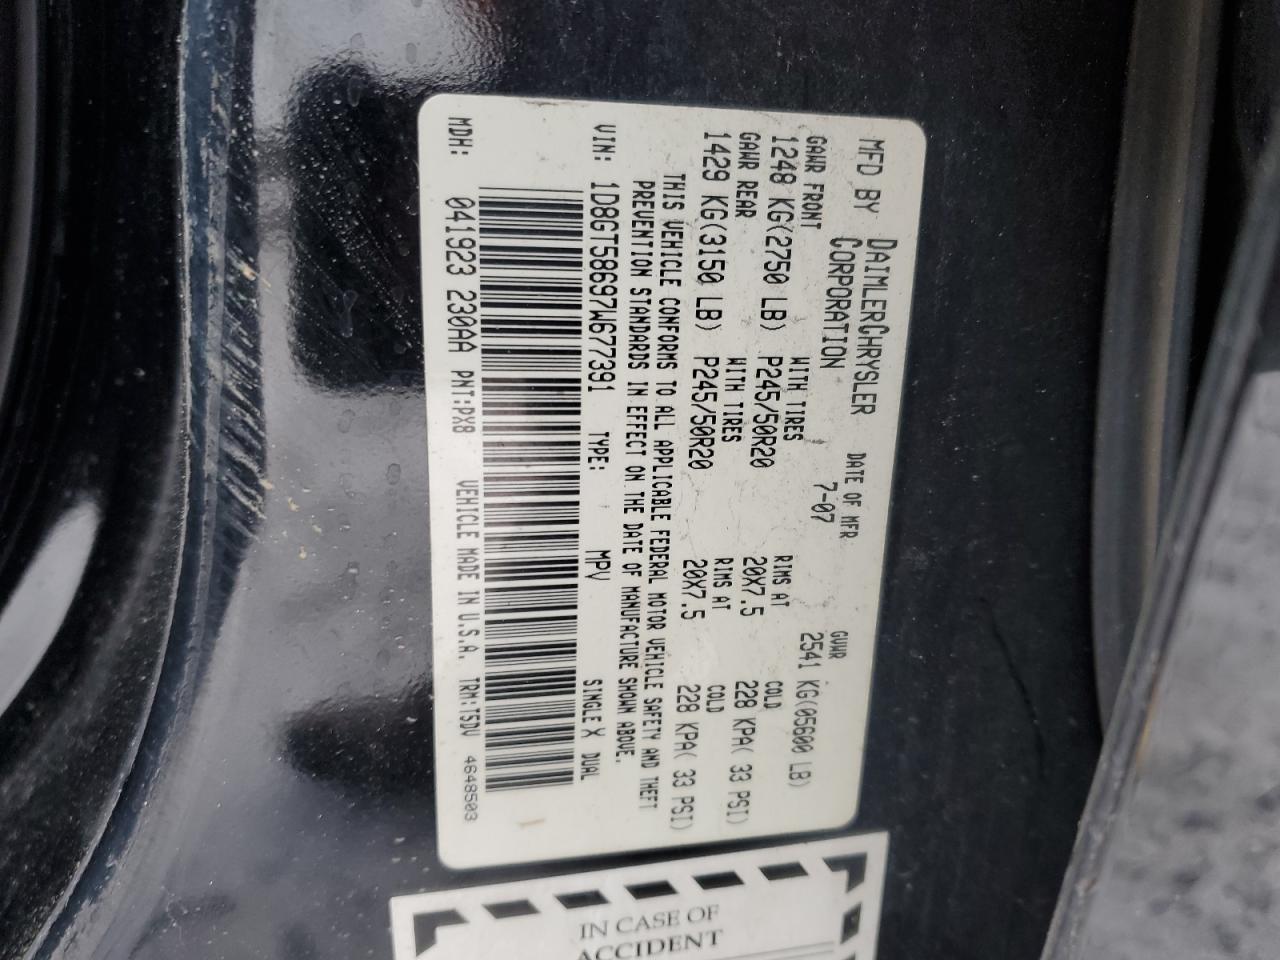 MFD BY DAIMLERCHRYSLER CORPORATION DATE OF MFR 7-07 GVWR 2541 KG(05600 LB)
GAWR FRONT WITH TIRES RIMS AT COLD
1248 KG(2750 LB) P245/50R20 20X7.5 228 KPA( 33 PSI)
GAWR REAR WITH TIRES RIMS AT COLD
1429 KG(3150 LB) P245/50R20 20X7.5 228 KPA( 33 PSI)
THIS VEHICLE CONFORMS TO ALL APPLICABLE FEDERAL MOTOR VEHICLE SAFETY AND THEFT
PREVENTION STANDARDS IN EFFECT ON THE DATE OF MANUFACTURE SHOWN ABOVE.
VIN: 1D8GT58697W677391 TYPE: MPV SINGLE X DUAL
MDH: 041923 230AA PNT:PX8 VEHICLE MADE IN U.S.A. TRM:T5DV 4648503
IN CASE OF
ACCIDENT